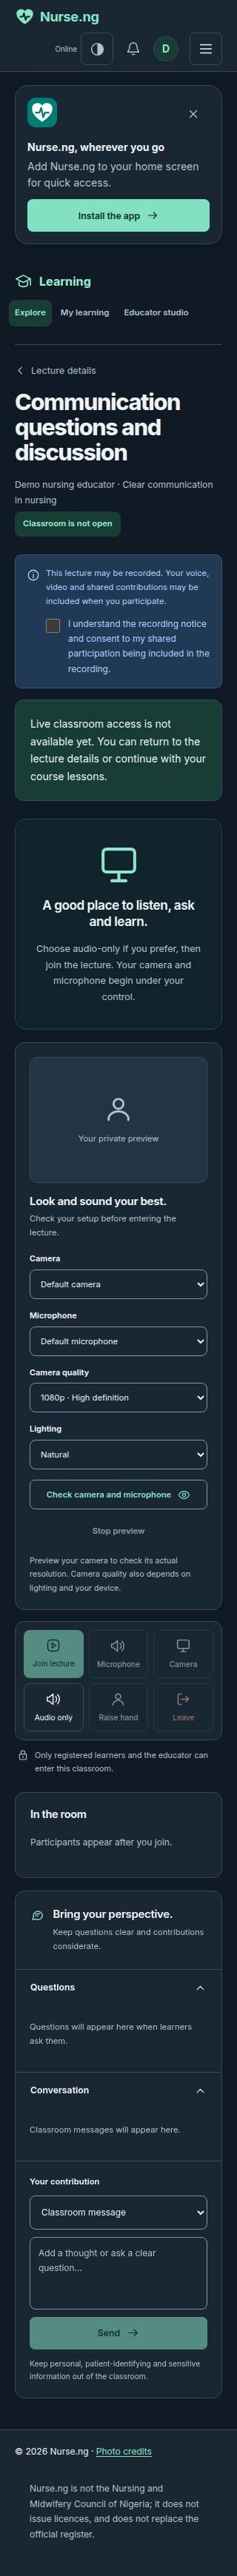 Nurse.ng
Online
D
Nurse.ng, wherever you go
Add Nurse.ng to your home screen
for quick access.
Install the app
Learning
Explore
My learning
Educator studio
Lecture details
Communication
questions and
discussion
Demo nursing educator · Clear communication
in nursing
Classroom is not open
This lecture may be recorded. Your voice,
video and shared contributions may be
included when you participate.
I understand the recording notice
and consent to my shared
participation being included in the
recording.
Live classroom access is not
available yet. You can return to the
lecture details or continue with your
course lessons.
A good place to listen, ask
and learn.
Choose audio-only if you prefer, then
join the lecture. Your camera and
microphone begin under your
control.
Your private preview
Look and sound your best.
Check your setup before entering the
lecture.
Camera
Default camera
Microphone
Default microphone
Camera quality
1080p · High definition
Lighting
Natural
Check camera and microphone
Stop preview
Preview your camera to check its actual
resolution. Camera quality also depends on
lighting and your device.
Join lecture
Microphone
Camera
Audio only
Raise hand
Leave
Only registered learners and the educator can
enter this classroom.
In the room
Participants appear after you join.
Bring your perspective.
Keep questions clear and contributions
considerate.
Questions
Questions will appear here when learners
ask them.
Conversation
Classroom messages will appear here.
Your contribution
Classroom message
Add a thought or ask a clear
question...
Send
Keep personal, patient-identifying and sensitive
information out of the classroom.
© 2026 Nurse.ng · Photo credits
Nurse.ng is not the Nursing and
Midwifery Council of Nigeria; it does not
issue licences, and does not replace the
official register.